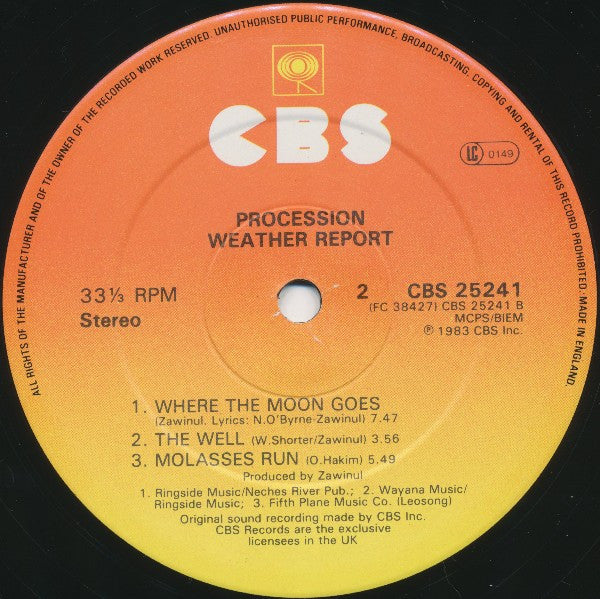 ALL RIGHTS OF THE MANUFACTURER AND OF THE OWNER OF THE RECORDED WORK RESERVED. UNAUTHORISED PUBLIC PERFORMANCE, BROADCASTING, COPYING AND RENTAL OF THIS RECORD PROHIBITED. MADE IN ENGLAND.
CBS
LC 0149
PROCESSION
WEATHER REPORT
33⅓ RPM
Stereo
2 CBS 25241
(FC 38427) CBS 25241 B
MCPS/BIEM
℗ 1983 CBS Inc.
1. WHERE THE MOON GOES
(Zawinul. Lyrics: N.O'Byrne-Zawinul) 7.47
2. THE WELL (W.Shorter/Zawinul) 3.56
3. MOLASSES RUN (O.Hakim) 5.49
Produced by Zawinul
1. Ringside Music/Neches River Pub.; 2. Wayana Music/
Ringside Music; 3. Fifth Plane Music Co. (Leosong)
Original sound recording made by CBS Inc.
CBS Records are the exclusive
licensees in the UK